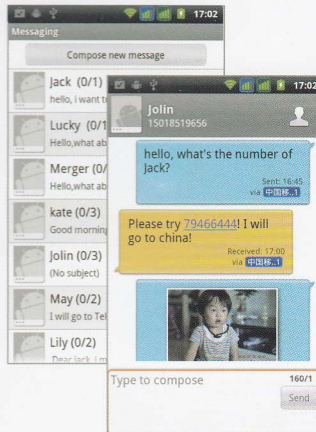 17:02
Messaging
Compose new message
Jack (0/1)
hello, i want t
Lucky (0/1
Hello,what ab
Merger (0/
Hello,what ab
kate (0/3)
Good morning
Jolin (0/3)
(No subject)
May (0/2)
I will go to Tel
Lily (0/2)
Dear jack, i m
17:02
Jolin
15018519656
hello, what's the number of
Jack?
Sent: 16:45
via 中国移..1
Please try 79466444! I will
go to china!
Received: 17:00
via 中国移..1
Type to compose
160/1
Send